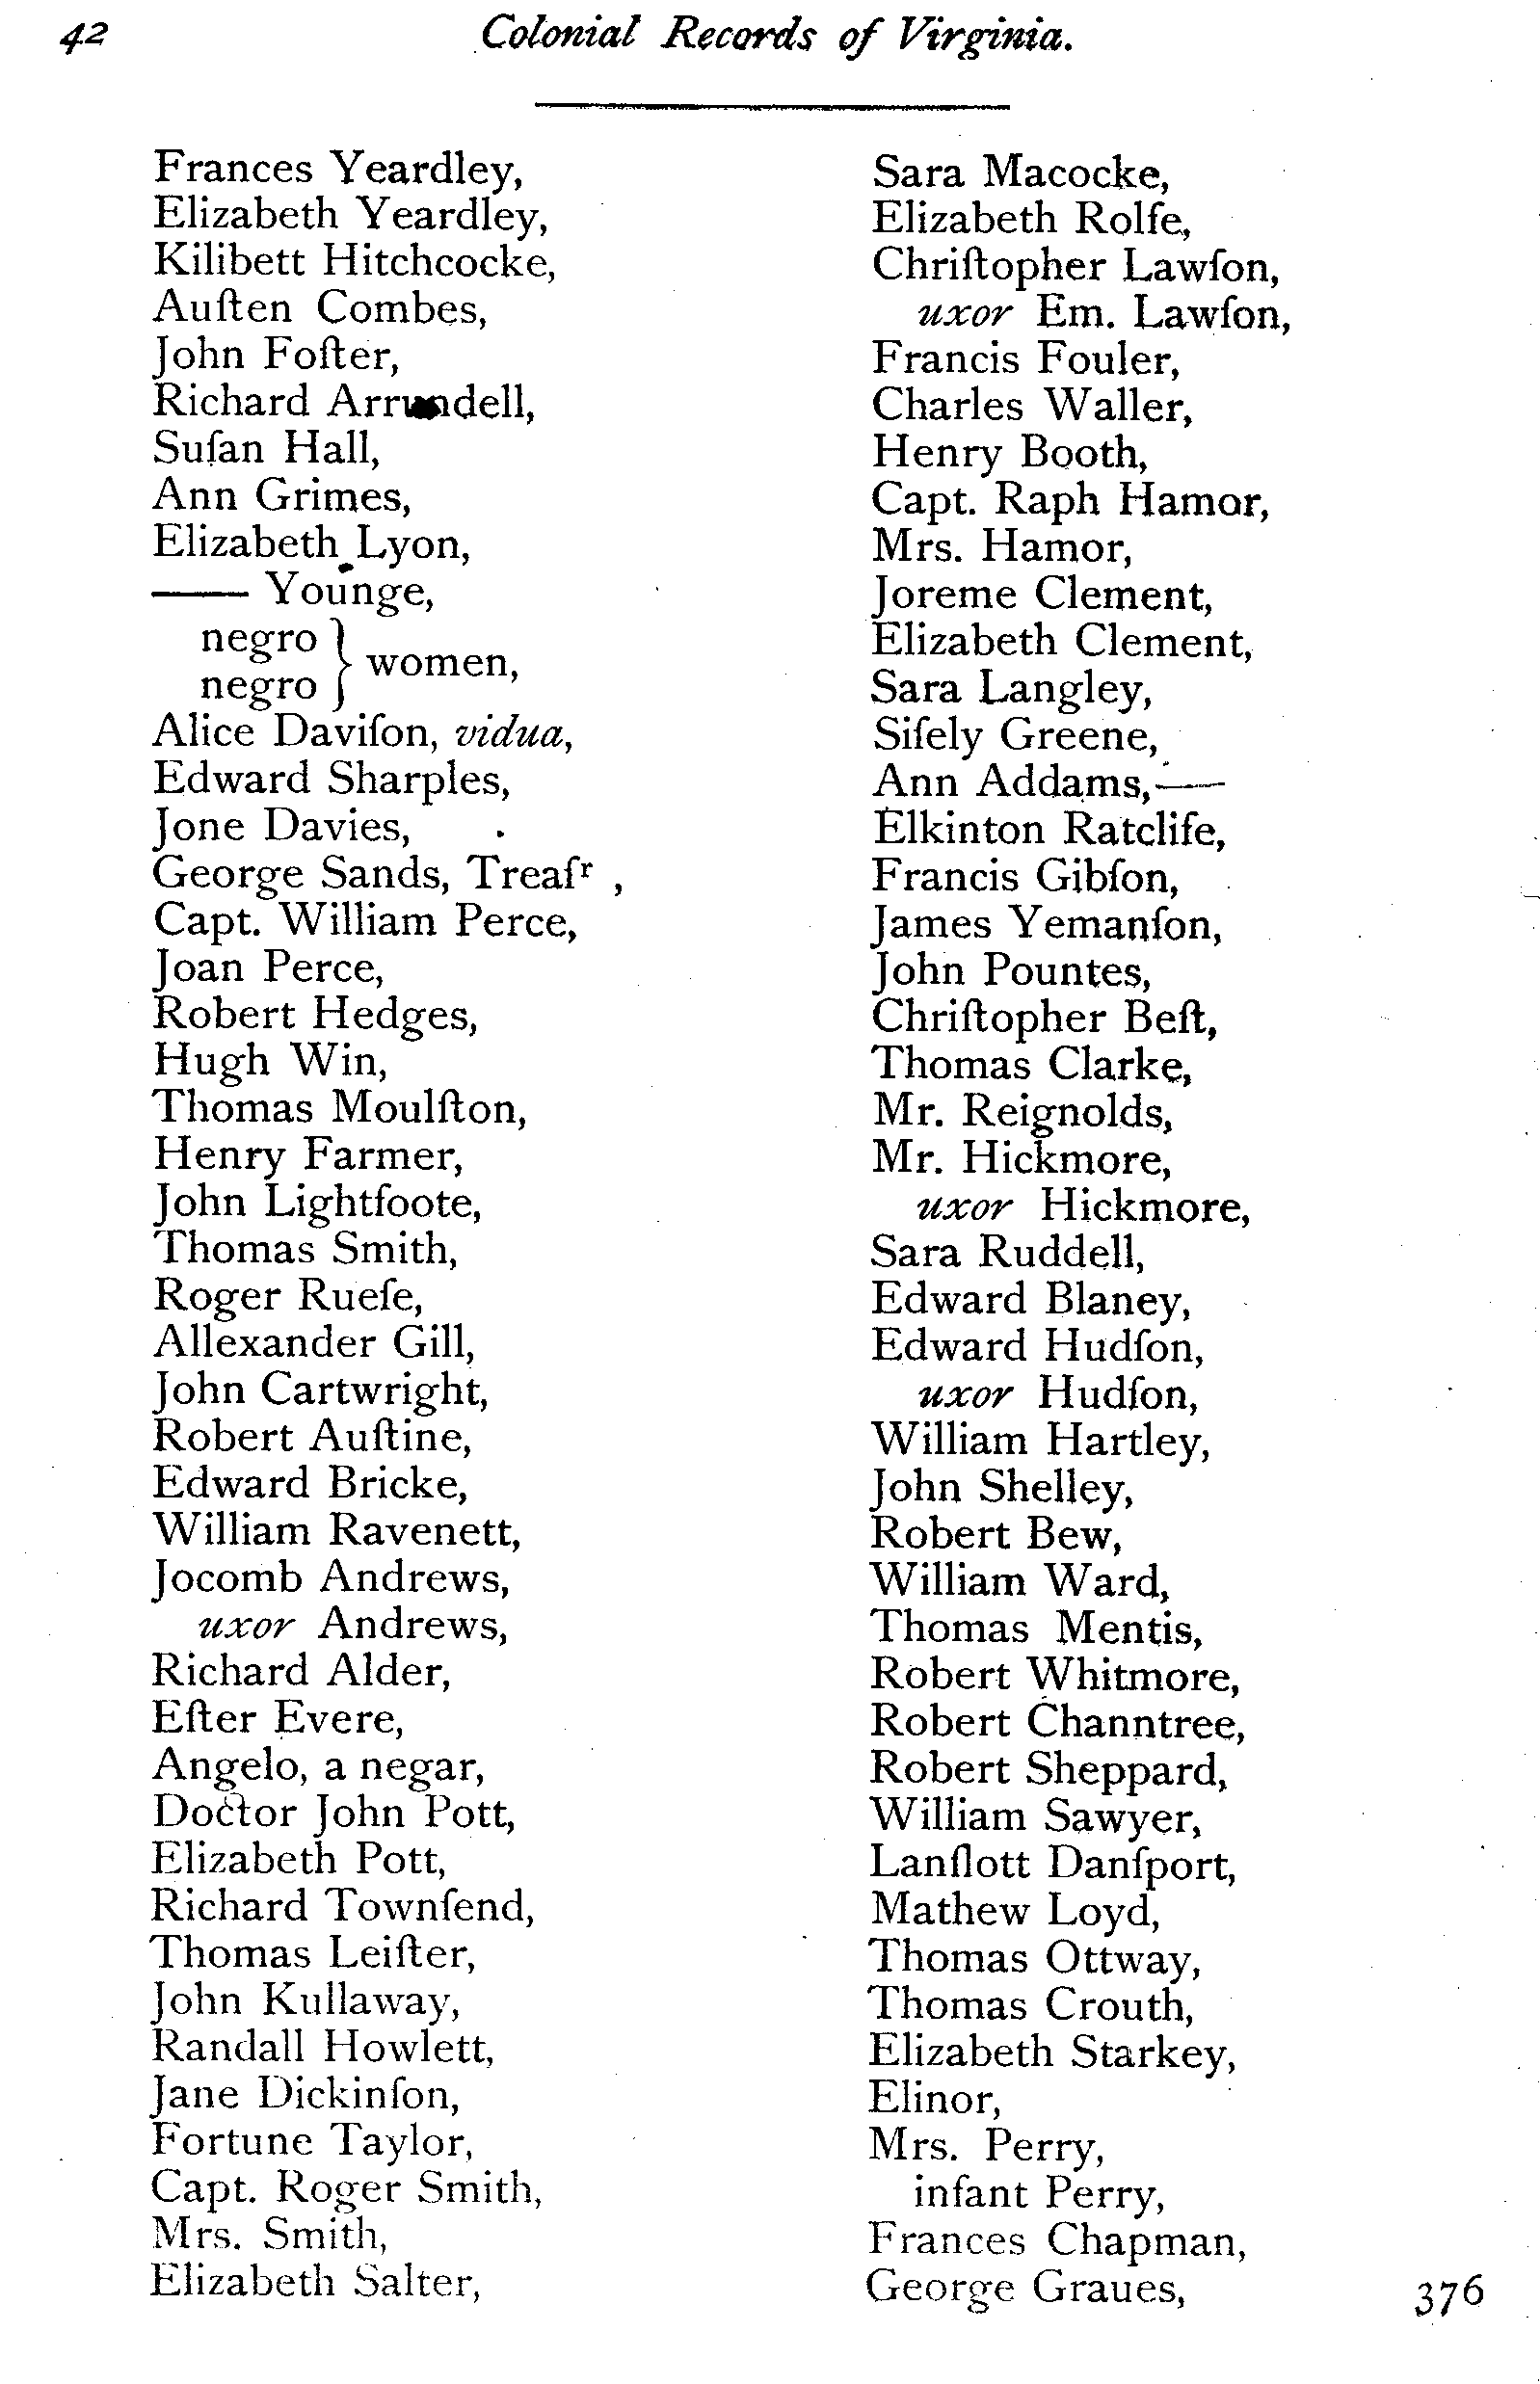 42
Colonial Records of Virginia.
Frances Yeardley,
Elizabeth Yeardley,
Kilibett Hitchcocke,
Auſten Combes,
John Foſter,
Richard Arrundell,
Suſan Hall,
Ann Grimes,
Elizabeth Lyon,
—— Younge,
negro } women,
negro
Alice Daviſon, vidua,
Edward Sharples,
Jone Davies,
George Sands, Treaſʳ ,
Capt. William Perce,
Joan Perce,
Robert Hedges,
Hugh Win,
Thomas Moulſton,
Henry Farmer,
John Lightfoote,
Thomas Smith,
Roger Rueſe,
Allexander Gill,
John Cartwright,
Robert Auſtine,
Edward Bricke,
William Ravenett,
Jocomb Andrews,
uxor Andrews,
Richard Alder,
Eſter Evere,
Angelo, a negar,
Doctor John Pott,
Elizabeth Pott,
Richard Townſend,
Thomas Leiſter,
John Kullaway,
Randall Howlett,
Jane Dickinſon,
Fortune Taylor,
Capt. Roger Smith,
Mrs. Smith,
Elizabeth Salter,
Sara Macocke,
Elizabeth Rolfe,
Chriſtopher Lawſon,
uxor Em. Lawſon,
Francis Fouler,
Charles Waller,
Henry Booth,
Capt. Raph Hamor,
Mrs. Hamor,
Joreme Clement,
Elizabeth Clement,
Sara Langley,
Siſely Greene,
Ann Addams,——
Elkinton Ratclife,
Francis Gibſon,
James Yemanſon,
John Pountes,
Chriſtopher Beſt,
Thomas Clarke,
Mr. Reignolds,
Mr. Hickmore,
uxor Hickmore,
Sara Ruddell,
Edward Blaney,
Edward Hudſon,
uxor Hudſon,
William Hartley,
John Shelley,
Robert Bew,
William Ward,
Thomas Mentis,
Robert Whitmore,
Robert Channtree,
Robert Sheppard,
William Sawyer,
Lanſlott Danſport,
Mathew Loyd,
Thomas Ottway,
Thomas Crouth,
Elizabeth Starkey,
Elinor,
Mrs. Perry,
infant Perry,
Frances Chapman,
George Graues,
376